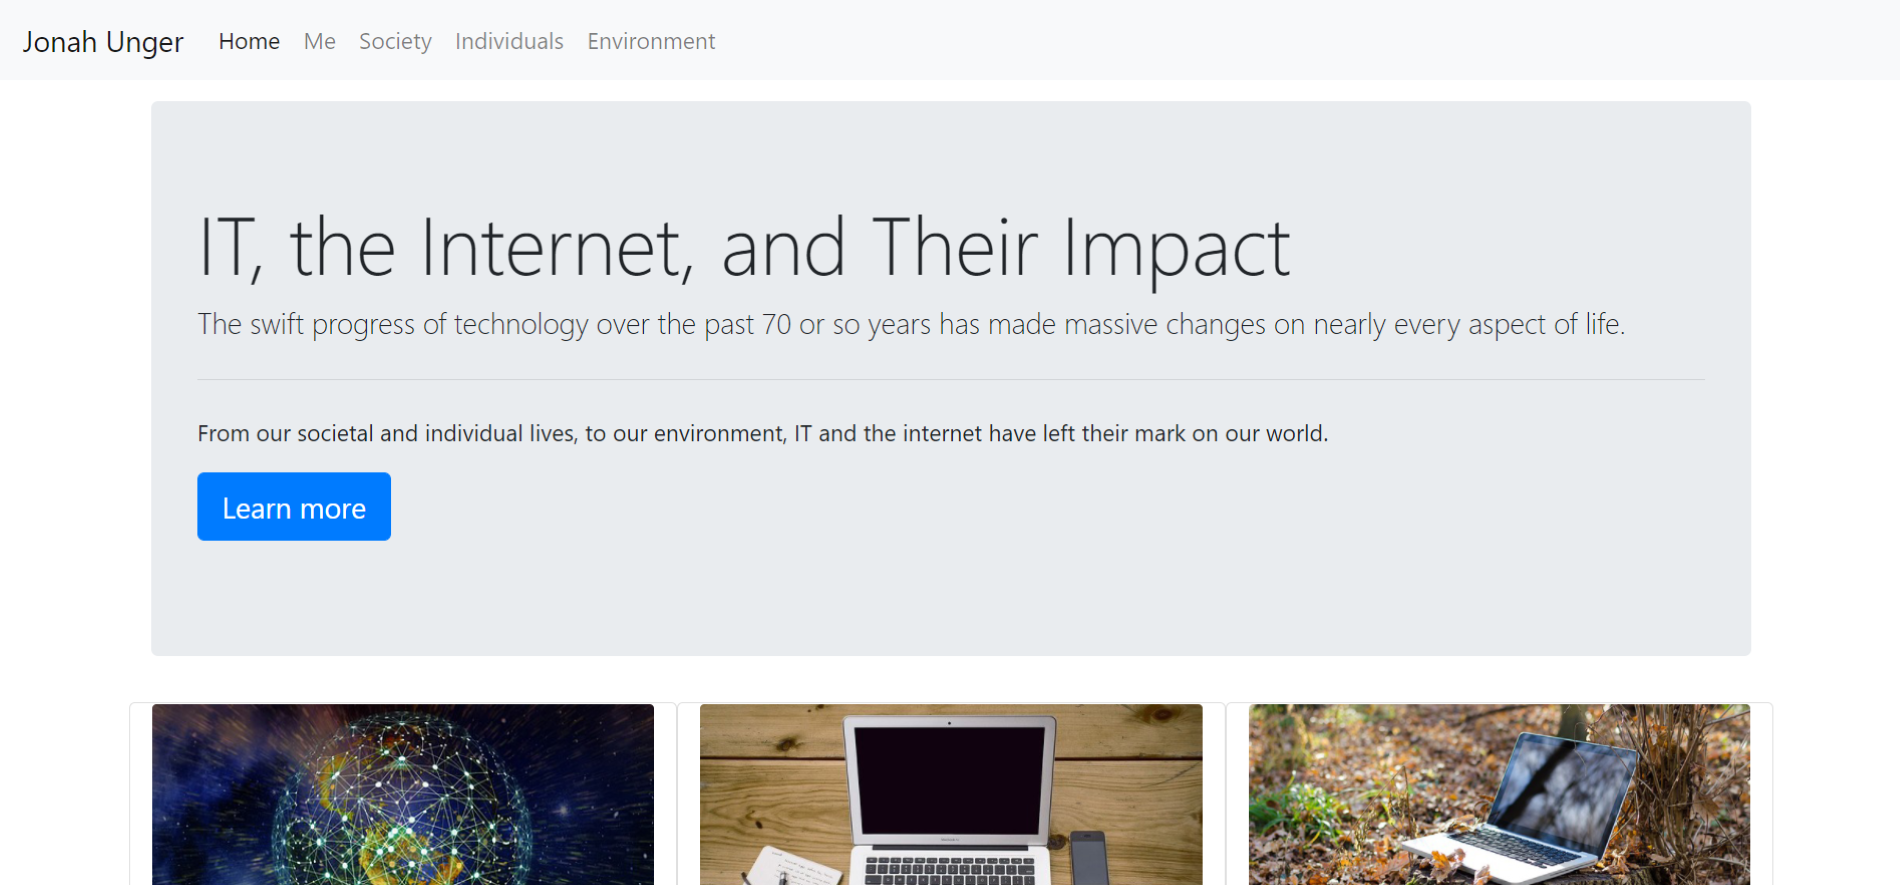 Jonah Unger Home Me Society Individuals Environment
IT, the Internet, and Their Impact
The swift progress of technology over the past 70 or so years has made massive changes on nearly every aspect of life.
From our societal and individual lives, to our environment, IT and the internet have left their mark on our world.
Learn more